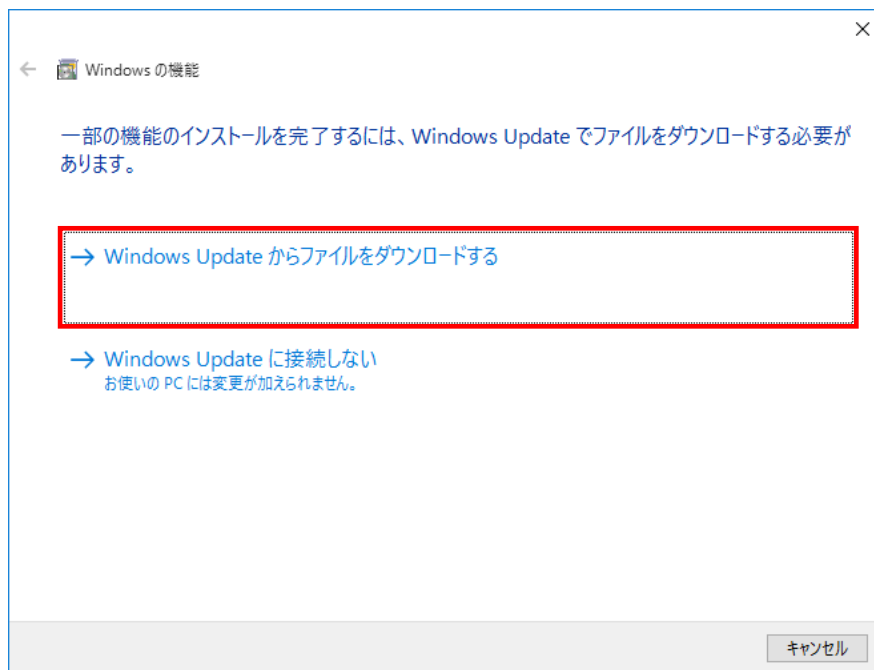 Windows の機能
一部の機能のインストールを完了するには、Windows Update でファイルをダウンロードする必要が
あります。
Windows Update からファイルをダウンロードする
Windows Update に接続しない
お使いの PC には変更が加えられません。
キャンセル